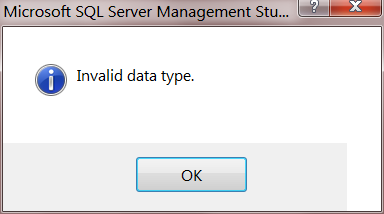 Microsoft SQL Server Management Stu...
?
Invalid data type.
OK